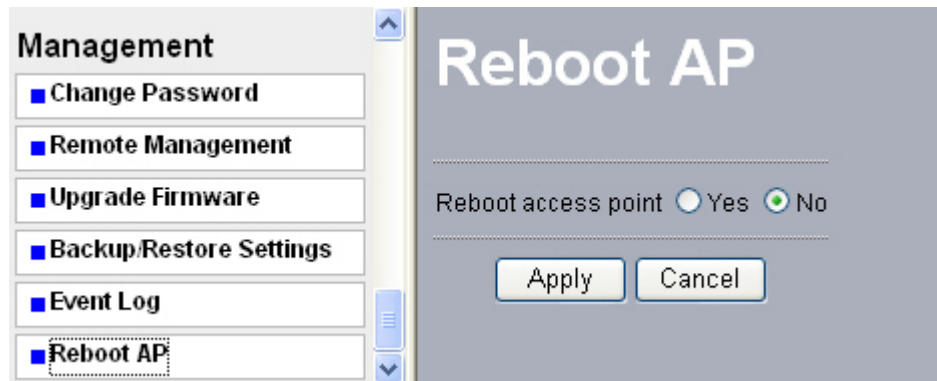 Management
Change Password
Remote Management
Upgrade Firmware
Backup/Restore Settings
Event Log
Reboot AP
Reboot AP
Reboot access point Yes No
Apply Cancel